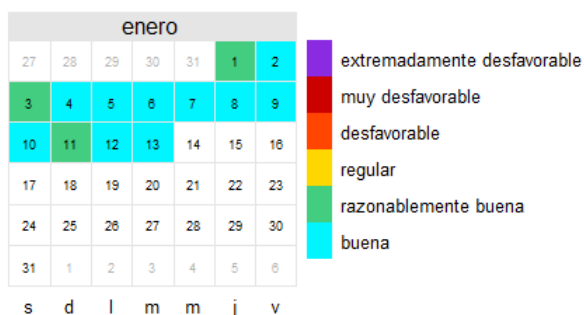 enero
27 28 29 30 31 1 2
3 4 5 6 7 8 9
10 11 12 13 14 15 16
17 18 19 20 21 22 23
24 25 26 27 28 29 30
31 1 2 3 4 5 6
s d l m m j v
extremadamente desfavorable
muy desfavorable
desfavorable
regular
razonablemente buena
buena